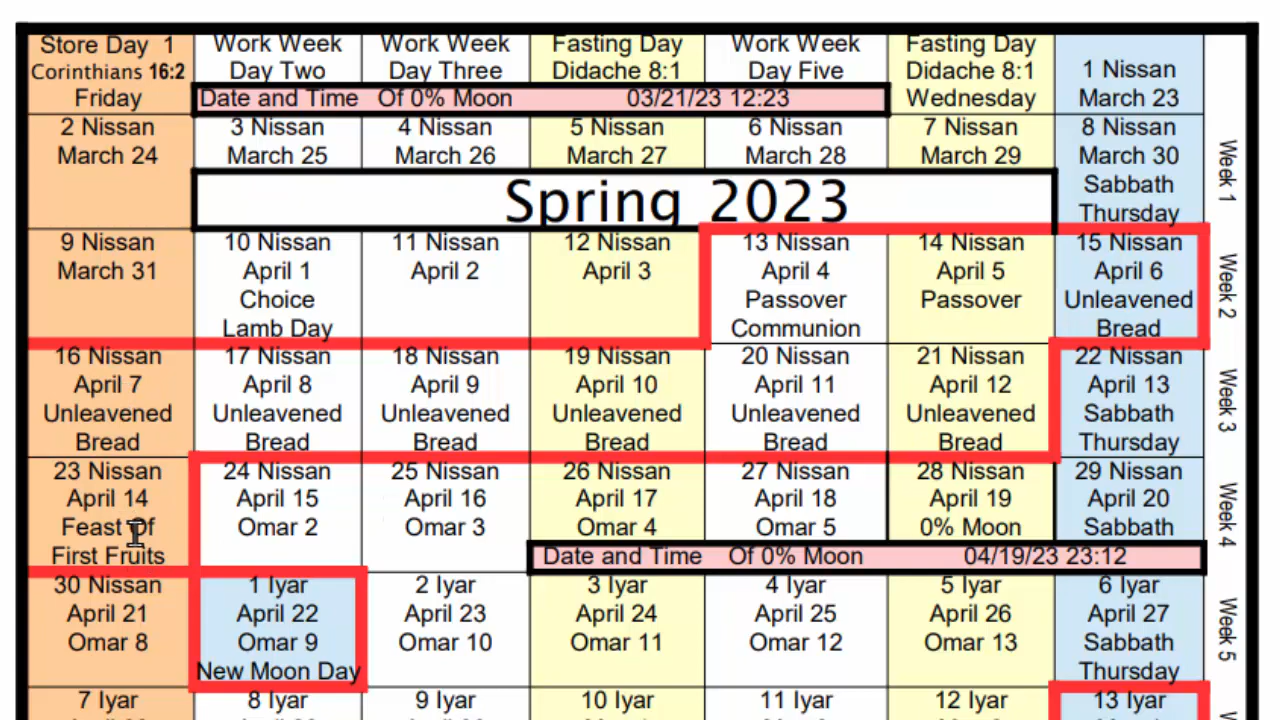 Store Day 1
Corinthians 16:2
Friday
Work Week
Day Two
Work Week
Day Three
Fasting Day
Didache 8:1
Work Week
Day Five
Fasting Day
Didache 8:1
Wednesday
1 Nissan
March 23
Date and Time Of 0% Moon 03/21/23 12:23
2 Nissan
March 24
3 Nissan
March 25
4 Nissan
March 26
5 Nissan
March 27
6 Nissan
March 28
7 Nissan
March 29
8 Nissan
March 30
Sabbath
Thursday
Week 1
Spring 2023
9 Nissan
March 31
10 Nissan
April 1
Choice
Lamb Day
11 Nissan
April 2
12 Nissan
April 3
13 Nissan
April 4
Passover
Communion
14 Nissan
April 5
Passover
15 Nissan
April 6
Unleavened
Bread
Week 2
16 Nissan
April 7
Unleavened
Bread
17 Nissan
April 8
Unleavened
Bread
18 Nissan
April 9
Unleavened
Bread
19 Nissan
April 10
Unleavened
Bread
20 Nissan
April 11
Unleavened
Bread
21 Nissan
April 12
Unleavened
Bread
22 Nissan
April 13
Sabbath
Thursday
Week 3
23 Nissan
April 14
Feast Of
First Fruits
24 Nissan
April 15
Omar 2
25 Nissan
April 16
Omar 3
26 Nissan
April 17
Omar 4
27 Nissan
April 18
Omar 5
28 Nissan
April 19
0% Moon
29 Nissan
April 20
Sabbath
Week 4
Date and Time Of 0% Moon 04/19/23 23:12
30 Nissan
April 21
Omar 8
1 Iyar
April 22
Omar 9
New Moon Day
2 Iyar
April 23
Omar 10
3 Iyar
April 24
Omar 11
4 Iyar
April 25
Omar 12
5 Iyar
April 26
Omar 13
6 Iyar
April 27
Sabbath
Thursday
Week 5
7 Iyar
8 Iyar
9 Iyar
10 Iyar
11 Iyar
12 Iyar
13 Iyar